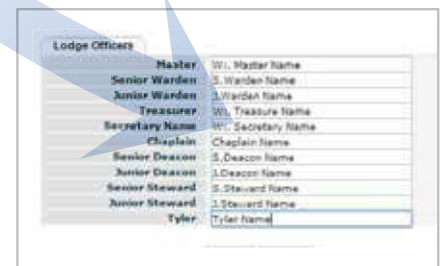 Lodge Officers
Master W:. Master Name
Senior Warden S.Warden Name
Junior Warden J.Warden Name
Treasurer W:. Treasure Name
Secretary Name W:. Secretary Name
Chaplain Chaplain Name
Senior Deacon S.Deacon Name
Junior Deacon J.Deacon Name
Senior Steward S.Steward Name
Junior Steward J.Steward Name
Tyler Tyler Name